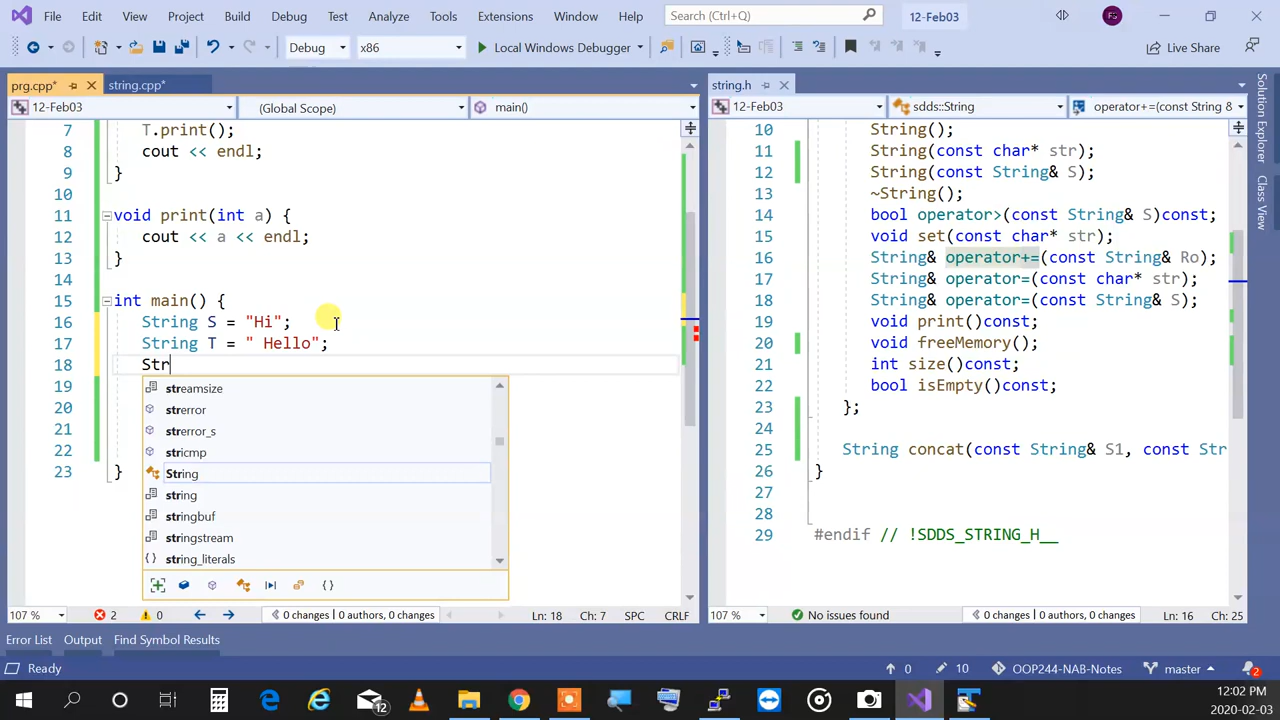 File Edit View Project Build Debug Test Analyze Tools Extensions Window Help Search (Ctrl+Q) 12-Feb03 FS
Debug x86 Local Windows Debugger Live Share
prg.cpp* string.cpp*
12-Feb03 (Global Scope) main()
7 T.print();
8 cout << endl;
9 }
10
11 void print(int a) {
12 cout << a << endl;
13 }
14
15 int main() {
16 String S = "Hi";
17 String T = " Hello";
18 Str
19
20
21
22
23 }
streamsize
strerror
strerror_s
stricmp
String
string
stringbuf
stringstream
string_literals
107 % 2 0 0 changes | 0 authors, 0 changes Ln: 18 Ch: 7 SPC CRLF
string.h
12-Feb03 sdds::String operator+=(const String &
10 String();
11 String(const char* str);
12 String(const String& S);
13 ~String();
14 bool operator>(const String& S)const;
15 void set(const char* str);
16 String& operator+=(const String& Ro);
17 String& operator=(const char* str);
18 String& operator=(const String& S);
19 void print()const;
20 void freeMemory();
21 int size()const;
22 bool isEmpty()const;
23 };
24
25 String concat(const String& S1, const Str
26 }
27
28
29 #endif // !SDDS_STRING_H__
107 % No issues found 0 changes | 0 authors, 0 changes Ln: 16 Ch: 25
Solution Explorer
Class View
Error List Output Find Symbol Results
Ready 0 10 OOP244-NAB-Notes master 2
12
12:02 PM
2020-02-03